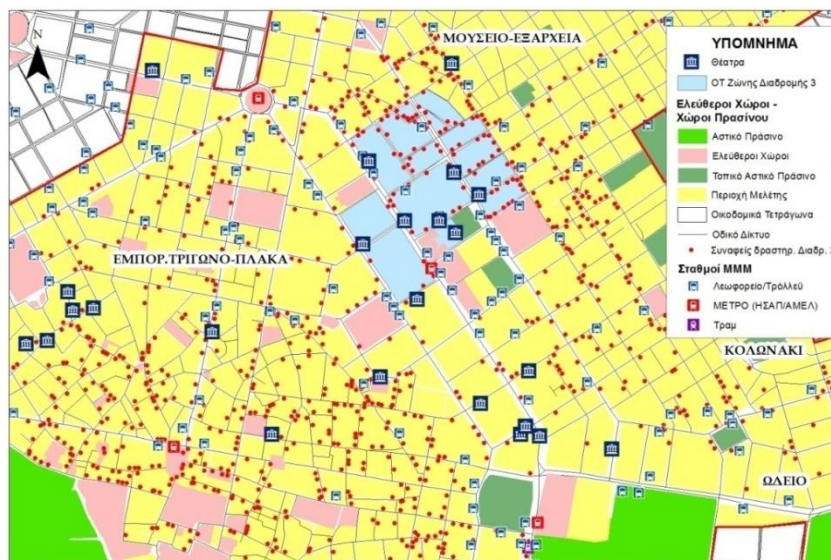 ΜΟΥΣΕΙΟ-ΕΞΑΡΧΕΙΑ
N
ΕΜΠΟΡ.ΤΡΙΓΩΝΟ-ΠΛΑΚΑ
ΚΟΛΩΝΑΚΙ
ΩΔΕΙΟ
ΥΠΟΜΝΗΜΑ
Θέατρα
ΟΤ Ζώνης Διαδρομής 3
Ελεύθεροι Χώροι -
Χώροι Πρασίνου
Αστικό Πράσινο
Ελεύθεροι Χώροι
Τοπικό Αστικό Πράσινο
Περιοχή Μελέτης
Οικοδομικά Τετράγωνα
Οδικό Δίκτυο
Συναφείς δραστηρ. Διαδρ.
Σταθμοί ΜΜΜ
Λεωφορείο/Τρόλλεϋ
ΜΕΤΡΟ (ΗΣΑΠ/ΑΜΕΛ)
Τραμ